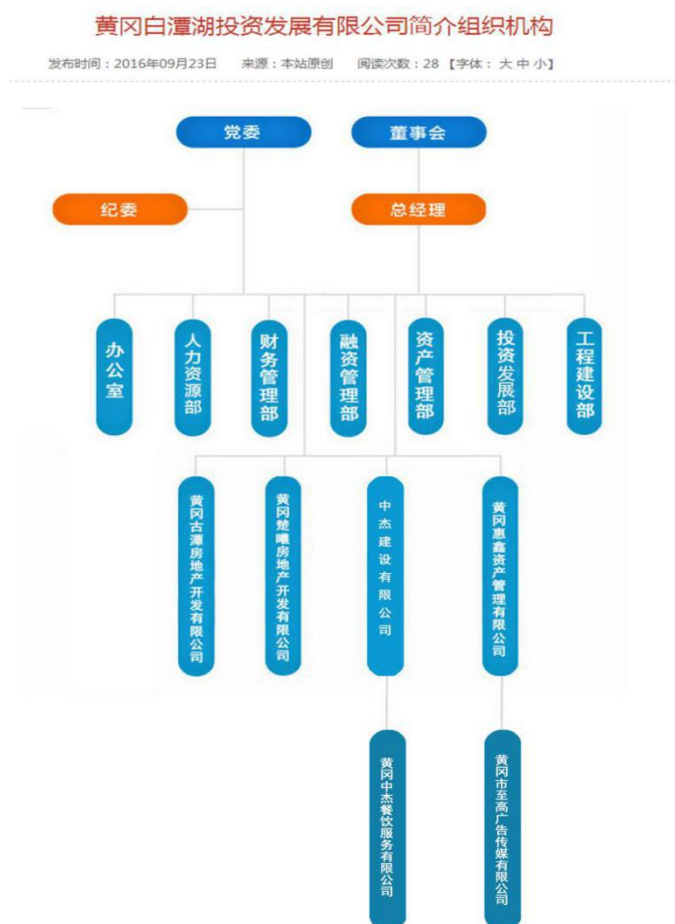 黄冈白潭湖投资发展有限公司简介组织机构
发布时间：2016年09月23日 来源：本站原创 阅读次数：28 【字体： 大 中 小】
党委
董事会
纪委
总经理
办公室
人力资源部
财务管理部
融资管理部
资产管理部
投资发展部
工程建设部
黄冈古潭房地产开发有限公司
黄冈楚曦房地产开发有限公司
中杰建设有限公司
黄冈惠鑫资产管理有限公司
黄冈中杰餐饮服务有限公司
黄冈市至高广告传媒有限公司